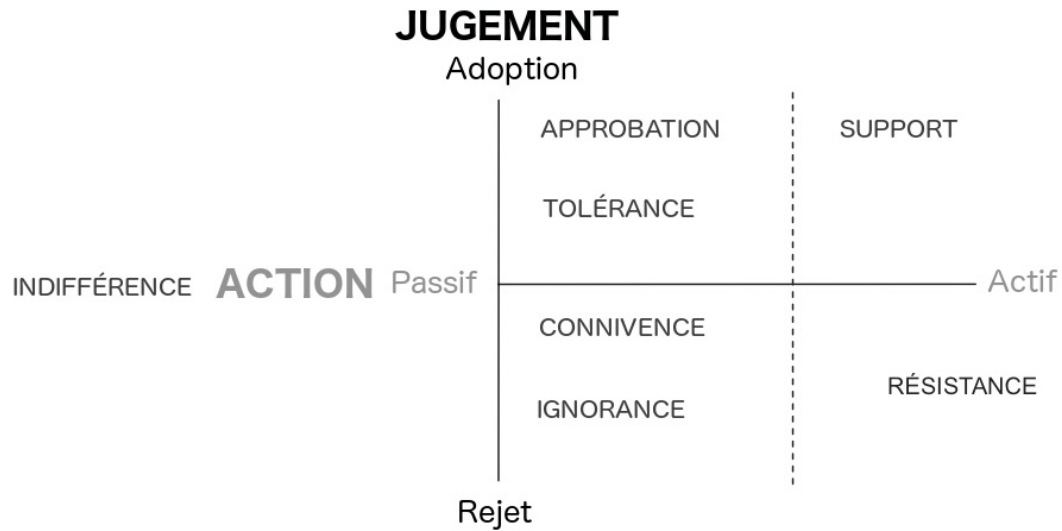 JUGEMENT
Adoption
APPROBATION
SUPPORT
TOLÉRANCE
INDIFFÉRENCE ACTION Passif
Actif
CONNIVENCE
RÉSISTANCE
IGNORANCE
Rejet